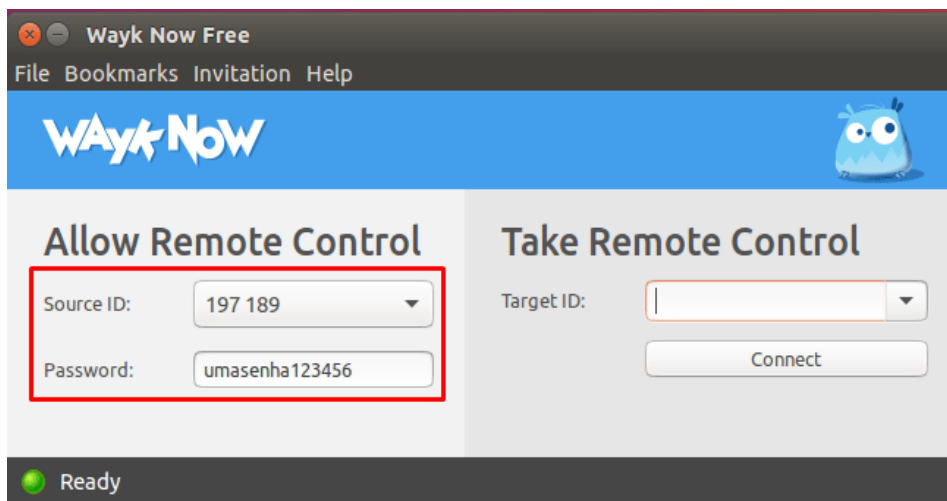 Wayk Now Free
File Bookmarks Invitation Help
WAyk NoW
Allow Remote Control
Source ID: 197 189
Password: umasenha123456
Take Remote Control
Target ID:
Connect
Ready